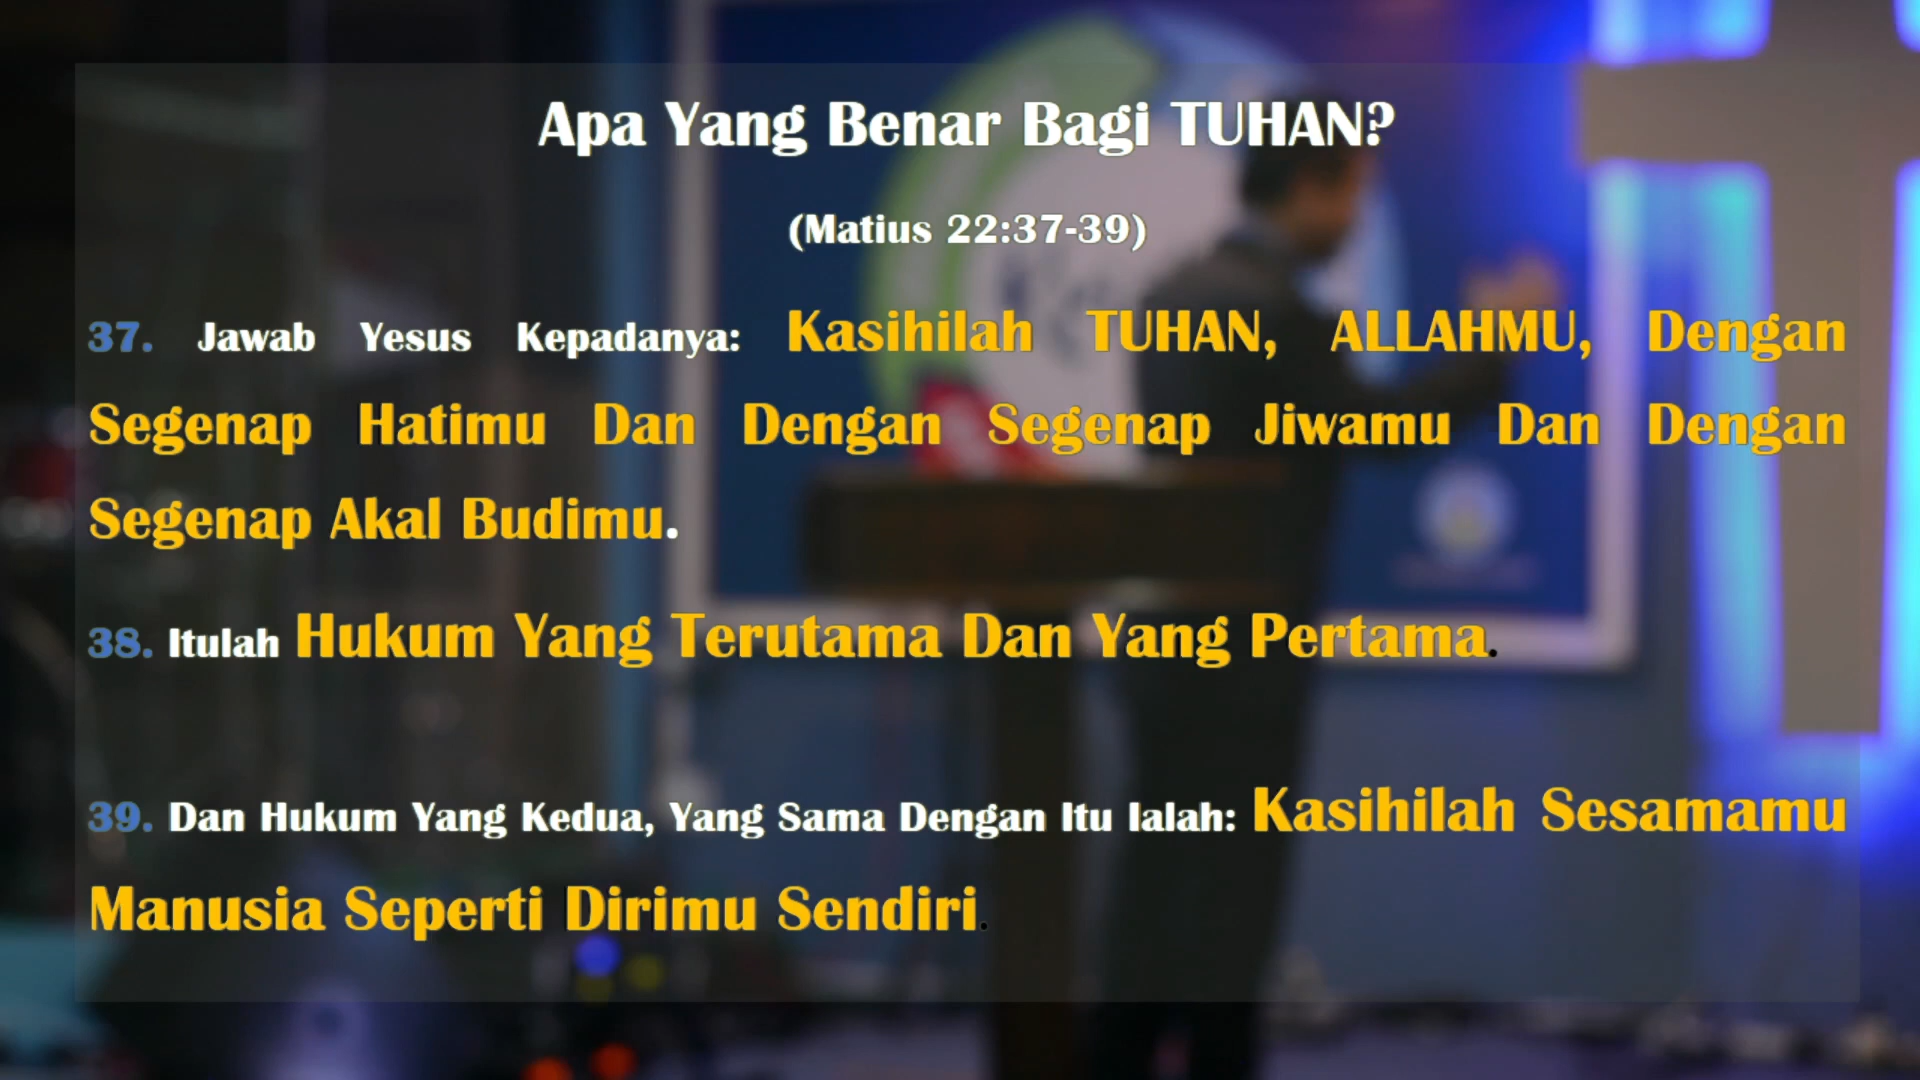 Apa Yang Benar Bagi TUHAN?
(Matius 22:37-39)
37. Jawab Yesus Kepadanya: Kasihilah TUHAN, ALLAHMU, Dengan
Segenap Hatimu Dan Dengan Segenap Jiwamu Dan Dengan
Segenap Akal Budimu.
38. Itulah Hukum Yang Terutama Dan Yang Pertama.
39. Dan Hukum Yang Kedua, Yang Sama Dengan Itu Ialah: Kasihilah Sesamamu
Manusia Seperti Dirimu Sendiri.